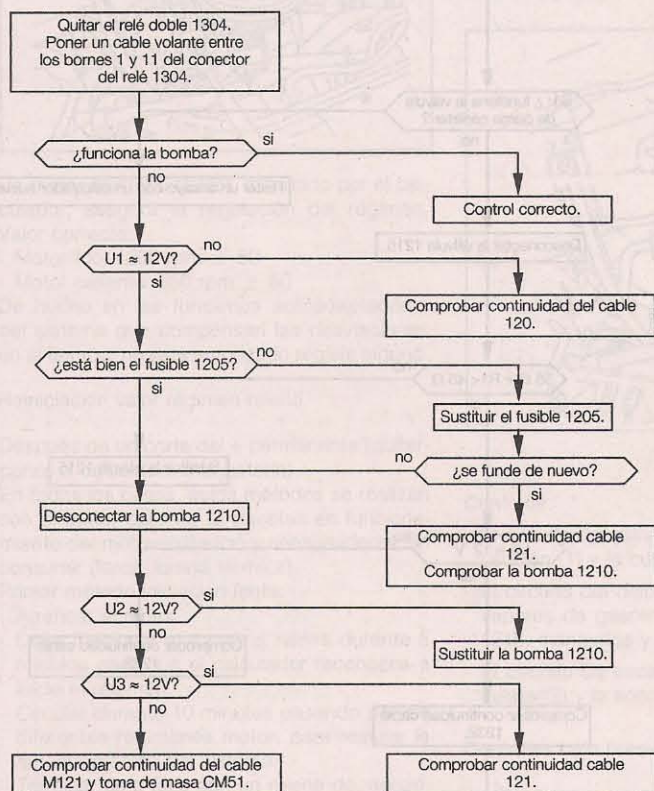 Quitar el relé doble 1304.
Poner un cable volante entre
los bornes 1 y 11 del conector
del relé 1304.
¿funciona la bomba?
si
no
Control correcto.
U1 ≈ 12V?
no
si
Comprobar continuidad del cable
120.
¿está bien el fusible 1205?
no
si
Sustituir el fusible 1205.
no
¿se funde de nuevo?
si
Desconectar la bomba 1210.
Comprobar continuidad cable
121.
Comprobar la bomba 1210.
U2 ≈ 12V?
si
no
Sustituir la bomba 1210.
U3 ≈ 12V?
si
no
Comprobar continuidad del cable
M121 y toma de masa CM51.
Comprobar continuidad cable
121.